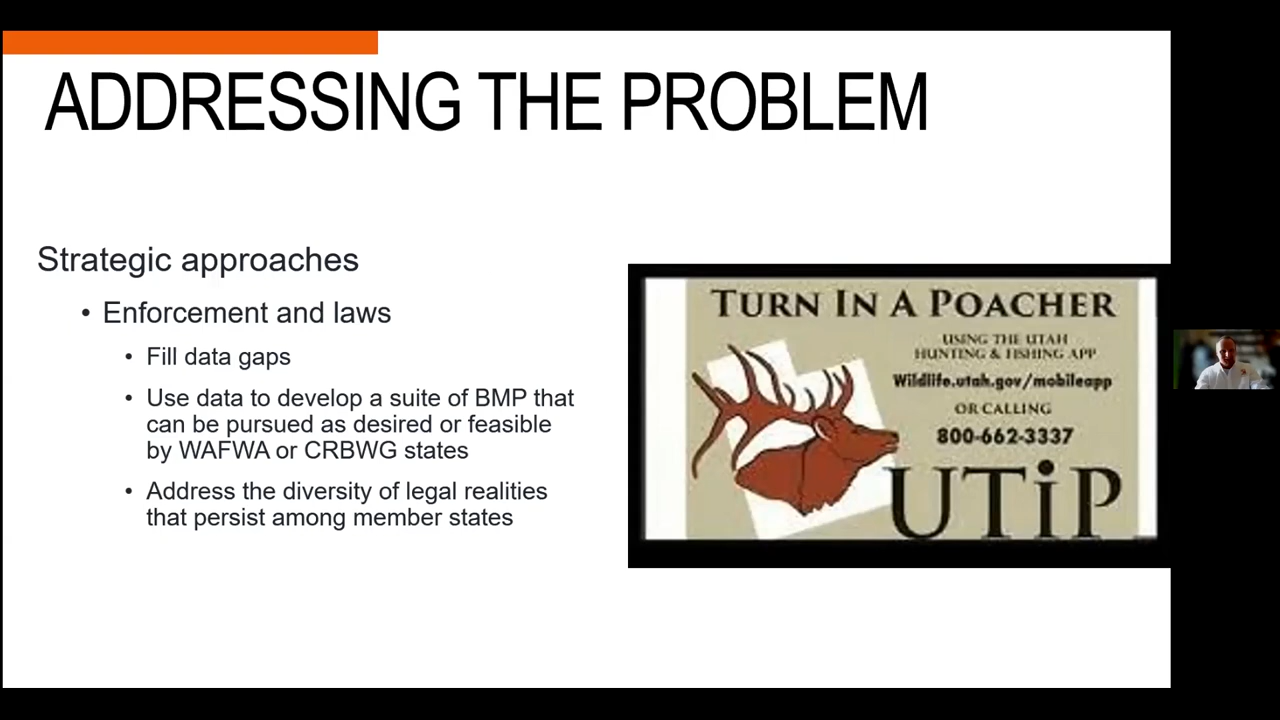 ADDRESSING THE PROBLEM
Strategic approaches
• Enforcement and laws
• Fill data gaps
• Use data to develop a suite of BMP that
can be pursued as desired or feasible
by WAFWA or CRBWG states
• Address the diversity of legal realities
that persist among member states
TURN IN A POACHER
USING THE UTAH
HUNTING & FISHING APP
Wildlife.utah.gov/mobileapp
OR CALLING
800-662-3337
UTiP